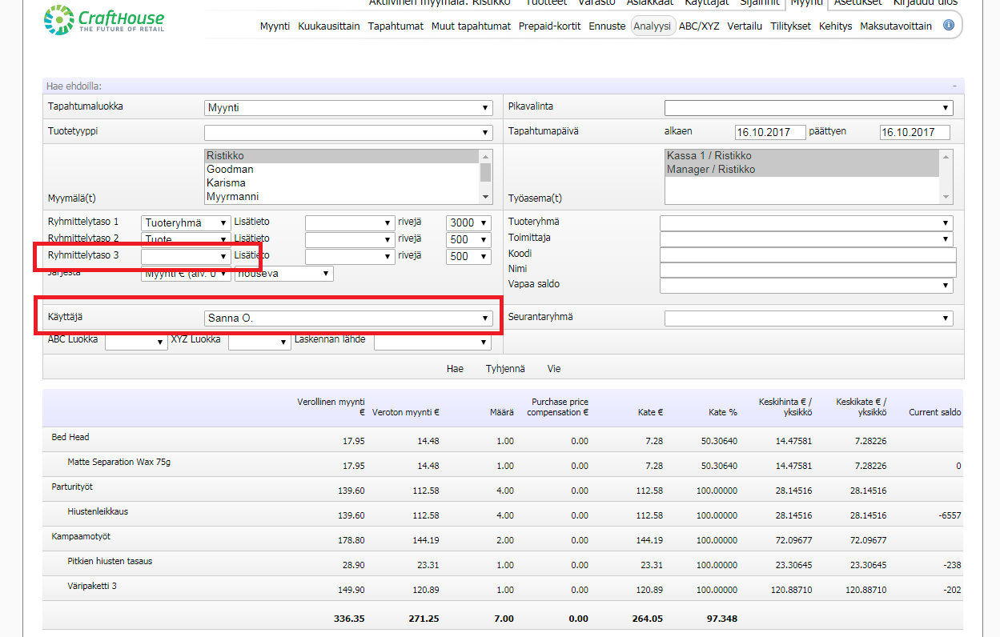 Aktiivinen myymälä: Ristikko Tuotteet Varasto Asiakkaat Käyttäjät Sijainnit Myynti Asetukset Kirjaudu ulos
CraftHouse
THE FUTURE OF RETAIL
Myynti Kuukausittain Tapahtumat Muut tapahtumat Prepaid-kortit Ennuste Analyysi ABC/XYZ Vertailu Tilitykset Kehitys Maksutavoittain i
Hae ehdoilla: -
Tapahtumaluokka Myynti Pikavalinta
Tuotetyyppi Tapahtumapäivä alkaen 16.10.2017 päättyen 16.10.2017
Ristikko Kassa 1 / Ristikko
Goodman Manager / Ristikko
Karisma
Myymälä(t) Myyrmanni Työasema(t)
Ryhmittelytaso 1 Tuoteryhmä Lisätieto rivejä 3000 Tuoteryhmä
Ryhmittelytaso 2 Tuote Lisätieto rivejä 500 Toimittaja
Ryhmittelytaso 3 Lisätieto rivejä 500 Koodi
Järjestä Myynti € (alv. 0 nouseva Nimi
Vapaa saldo
Käyttäjä Sanna O. Seurantaryhmä
ABC Luokka XYZ Luokka Laskennan lähde
Hae Tyhjennä Vie
Verollinen myynti € Veroton myynti € Määrä Purchase price compensation € Kate € Kate % Keskihinta € / yksikkö Keskikate € / yksikkö Current saldo
Bed Head 17.95 14.48 1.00 0.00 7.28 50.30640 14.47581 7.28226
Matte Separation Wax 75g 17.95 14.48 1.00 0.00 7.28 50.30640 14.47581 7.28226 0
Parturityöt 139.60 112.58 4.00 0.00 112.58 100.00000 28.14516 28.14516
Hiustenleikkaus 139.60 112.58 4.00 0.00 112.58 100.00000 28.14516 28.14516 -6557
Kampaamotyöt 178.80 144.19 2.00 0.00 144.19 100.00000 72.09677 72.09677
Pitkien hiusten tasaus 28.90 23.31 1.00 0.00 23.31 100.00000 23.30645 23.30645 -238
Väripaketti 3 149.90 120.89 1.00 0.00 120.89 100.00000 120.88710 120.88710 -202
336.35 271.25 7.00 0.00 264.05 97.348